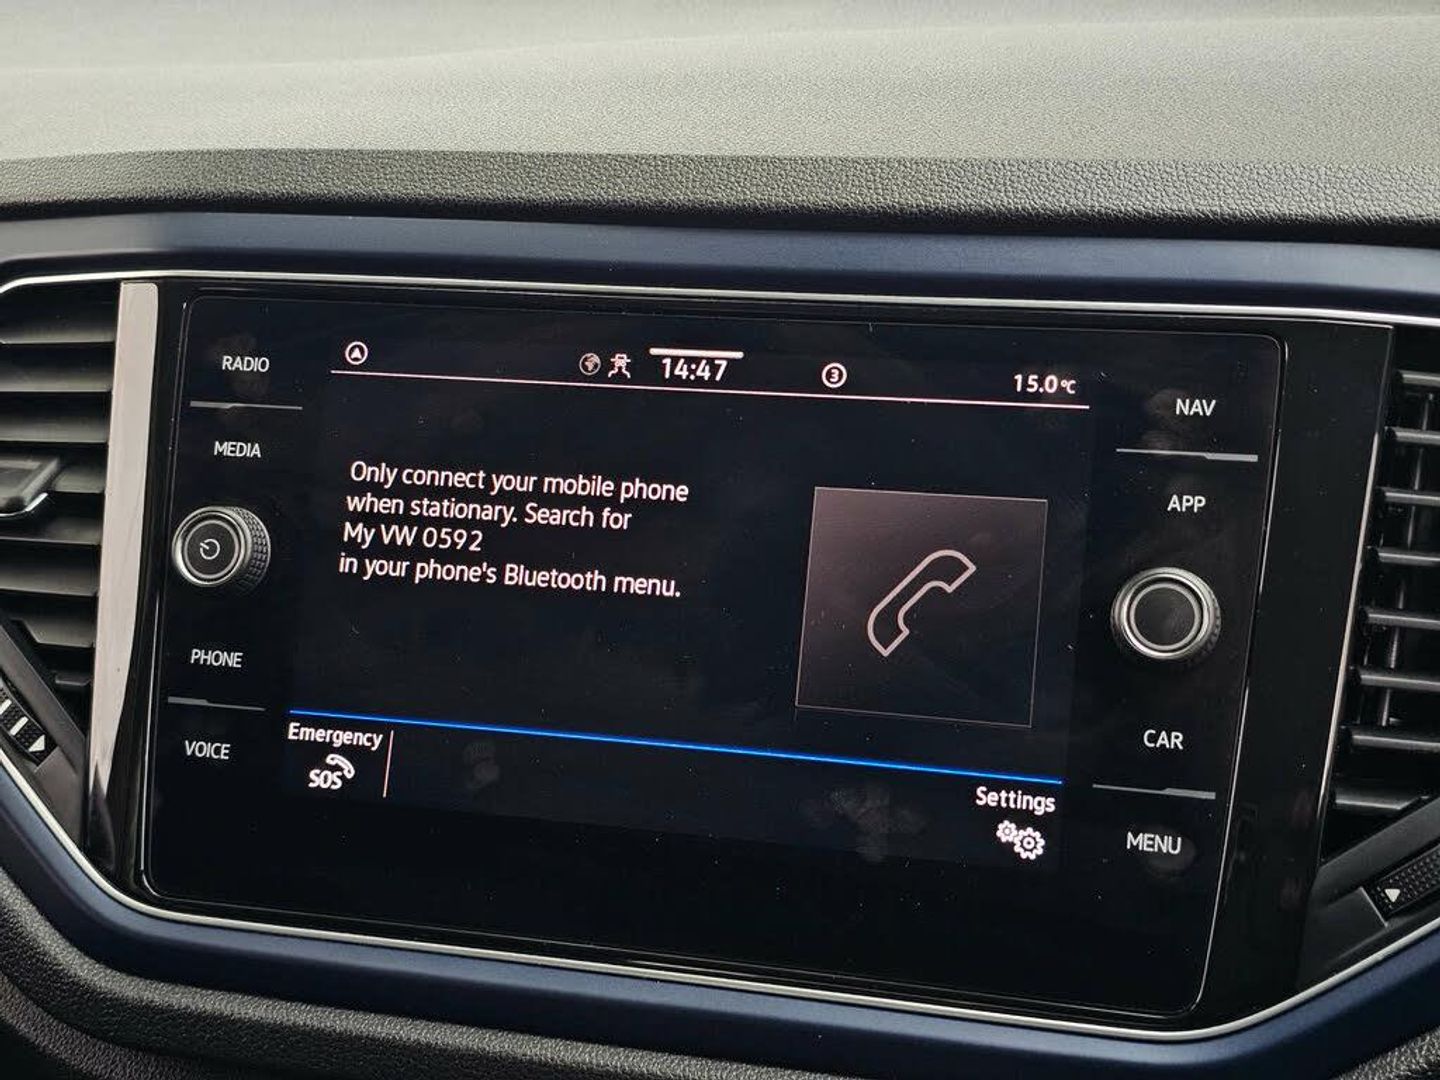 RADIO
MEDIA
PHONE
VOICE
14:47
3
15.0°C
Only connect your mobile phone
when stationary. Search for
My VW 0592
in your phone's Bluetooth menu.
Emergency
SOS
Settings
NAV
APP
CAR
MENU